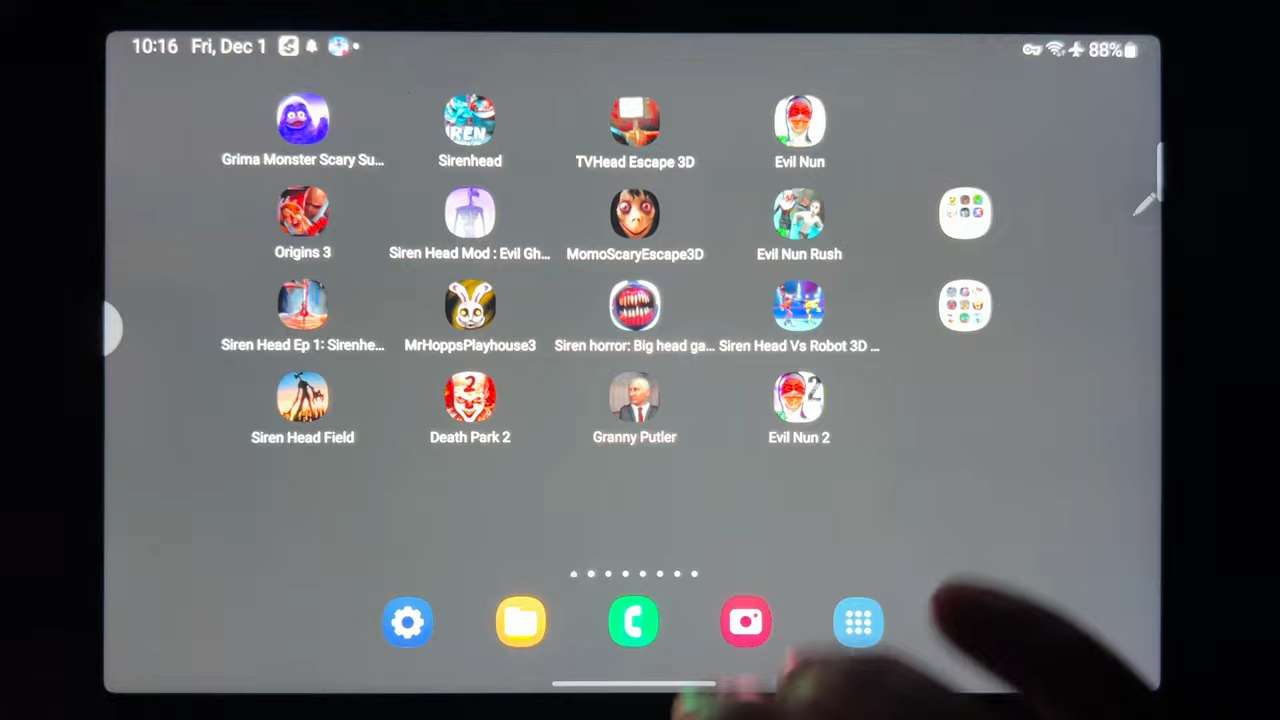 10:16 Fri, Dec 1
88%
Grima Monster Scary Su...
Sirenhead
TVHead Escape 3D
Evil Nun
Origins 3
Siren Head Mod : Evil Gh...
MomoScaryEscape3D
Evil Nun Rush
Siren Head Ep 1: Sirenhe...
MrHoppsPlayhouse3
Siren horror: Big head ga...
Siren Head Vs Robot 3D ...
Siren Head Field
Death Park 2
Granny Putler
Evil Nun 2